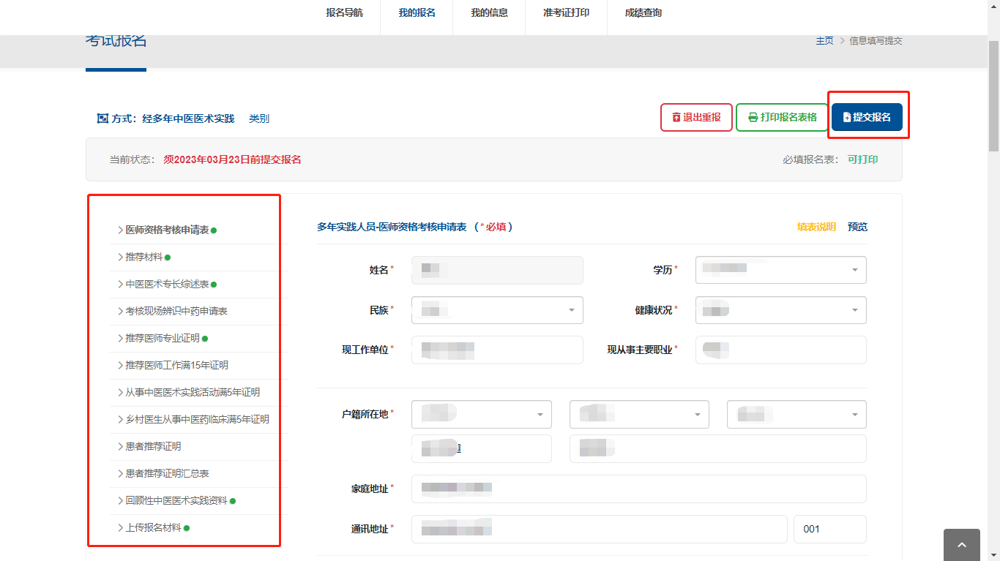 报名导航 我的报名 我的信息 准考证打印 成绩查询
考试报名 主页 > 信息填写提交
方式：经多年中医医术实践 类别 退出重报 打印报名表格 提交报名
当前状态： 须2023年03月23日前提交报名 必填报名表： 可打印
医师资格考核申请表
推荐材料
中医医术专长综述表
考核现场辨识中药申请表
推荐医师专业证明
推荐医师工作满15年证明
从事中医医术实践活动满5年证明
乡村医生从事中医药临床满5年证明
患者推荐证明
患者推荐证明汇总表
回顾性中医医术实践资料
上传报名材料
多年实践人员-医师资格考核申请表 （*必填） 填表说明 预览
姓名* 学历*
民族* 健康状况*
现工作单位* 现从事主要职业*
户籍所在地*
家庭地址*
通讯地址* 001